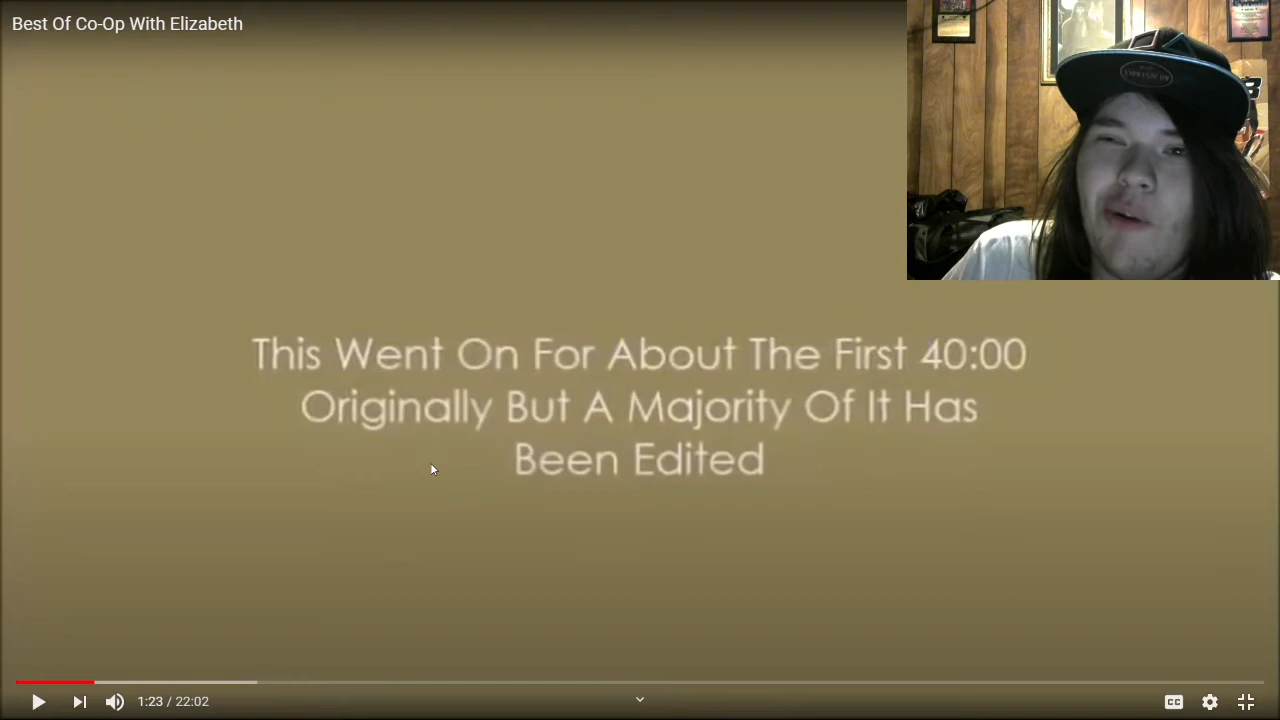 Best Of Co-Op With Elizabeth
This Went On For About The First 40:00
Originally But A Majority Of It Has
Been Edited
1:23 / 22:02
CC